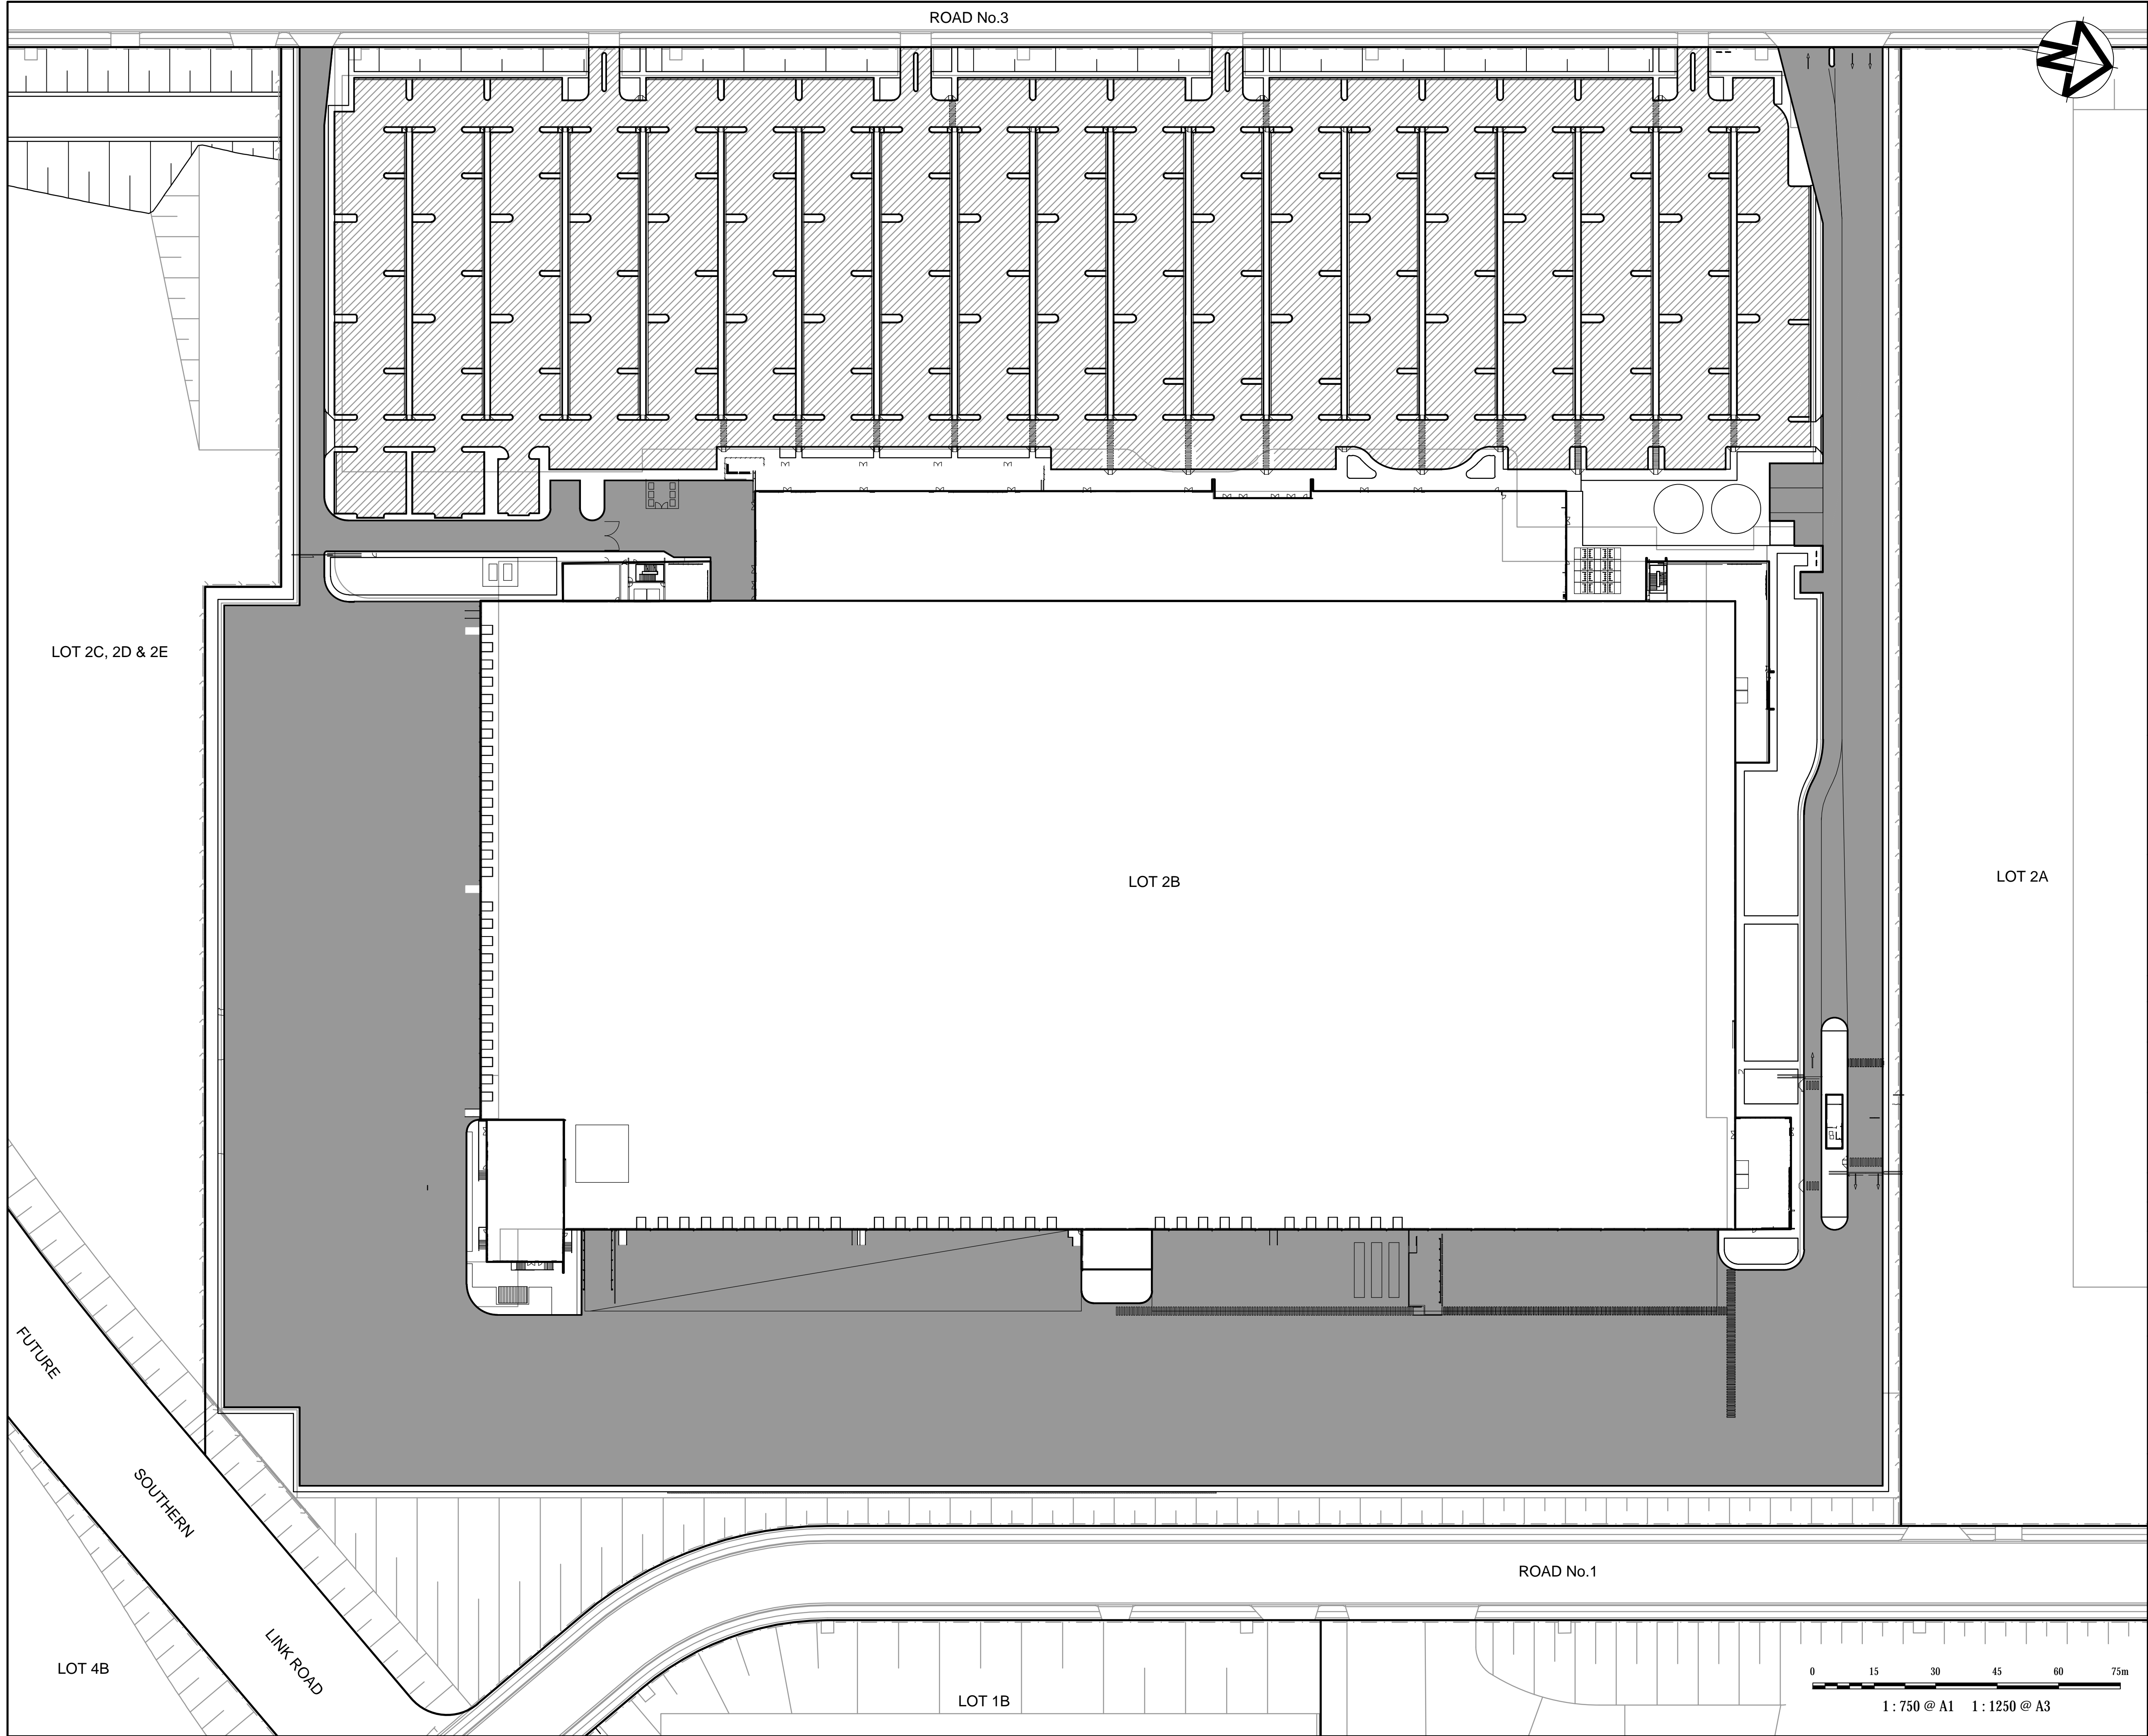 ROAD No.3
N
LOT 2C, 2D & 2E
LOT 2B
LOT 2A
FUTURE
SOUTHERN
LINK ROAD
ROAD No.1
LOT 4B
LOT 1B
0 15 30 45 60 75m
1 : 750 @ A1 1 : 1250 @ A3